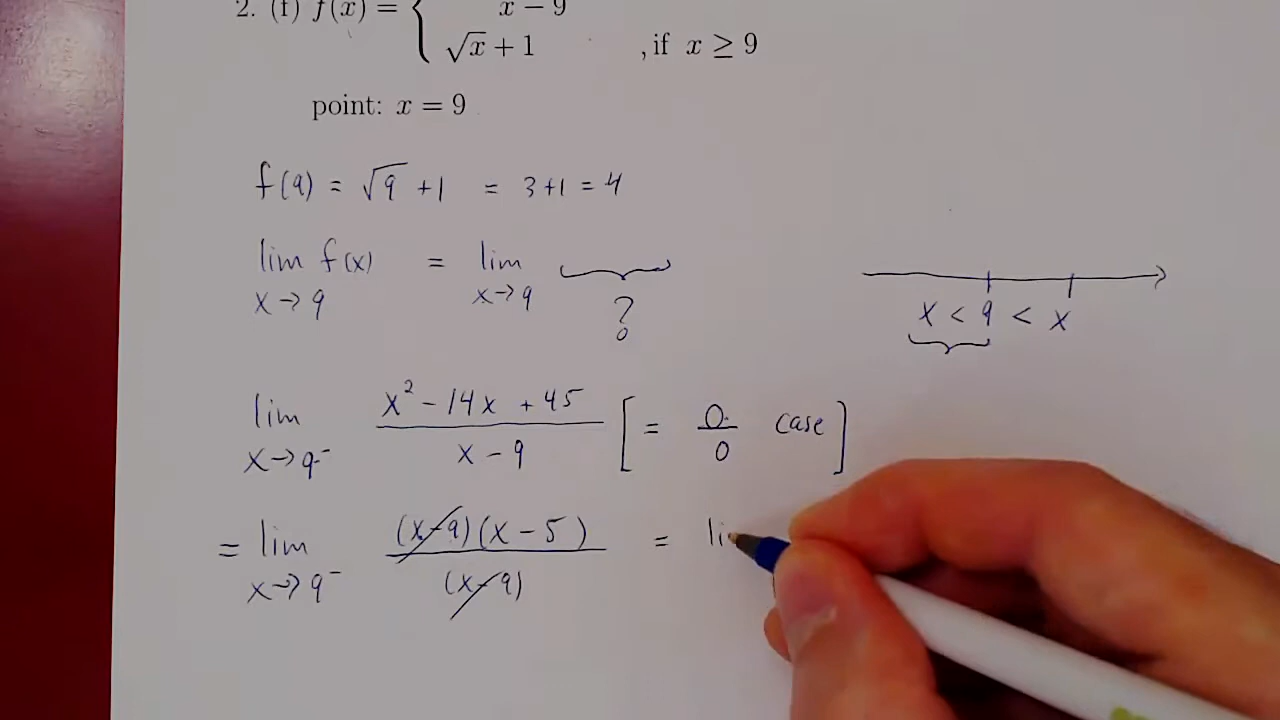 2. (f) f(x) = { x − 9
√x + 1 , if x ≥ 9
point: x = 9
f(9) = √9 + 1 = 3+1 = 4
lim f(x) = lim
x→9 x→9 ?
x < 9 < x
lim x² − 14x + 45 [ = 0/0 case ]
x→9⁻ x − 9
= lim (x−9)(x − 5) = li
x→9⁻ (x−9)